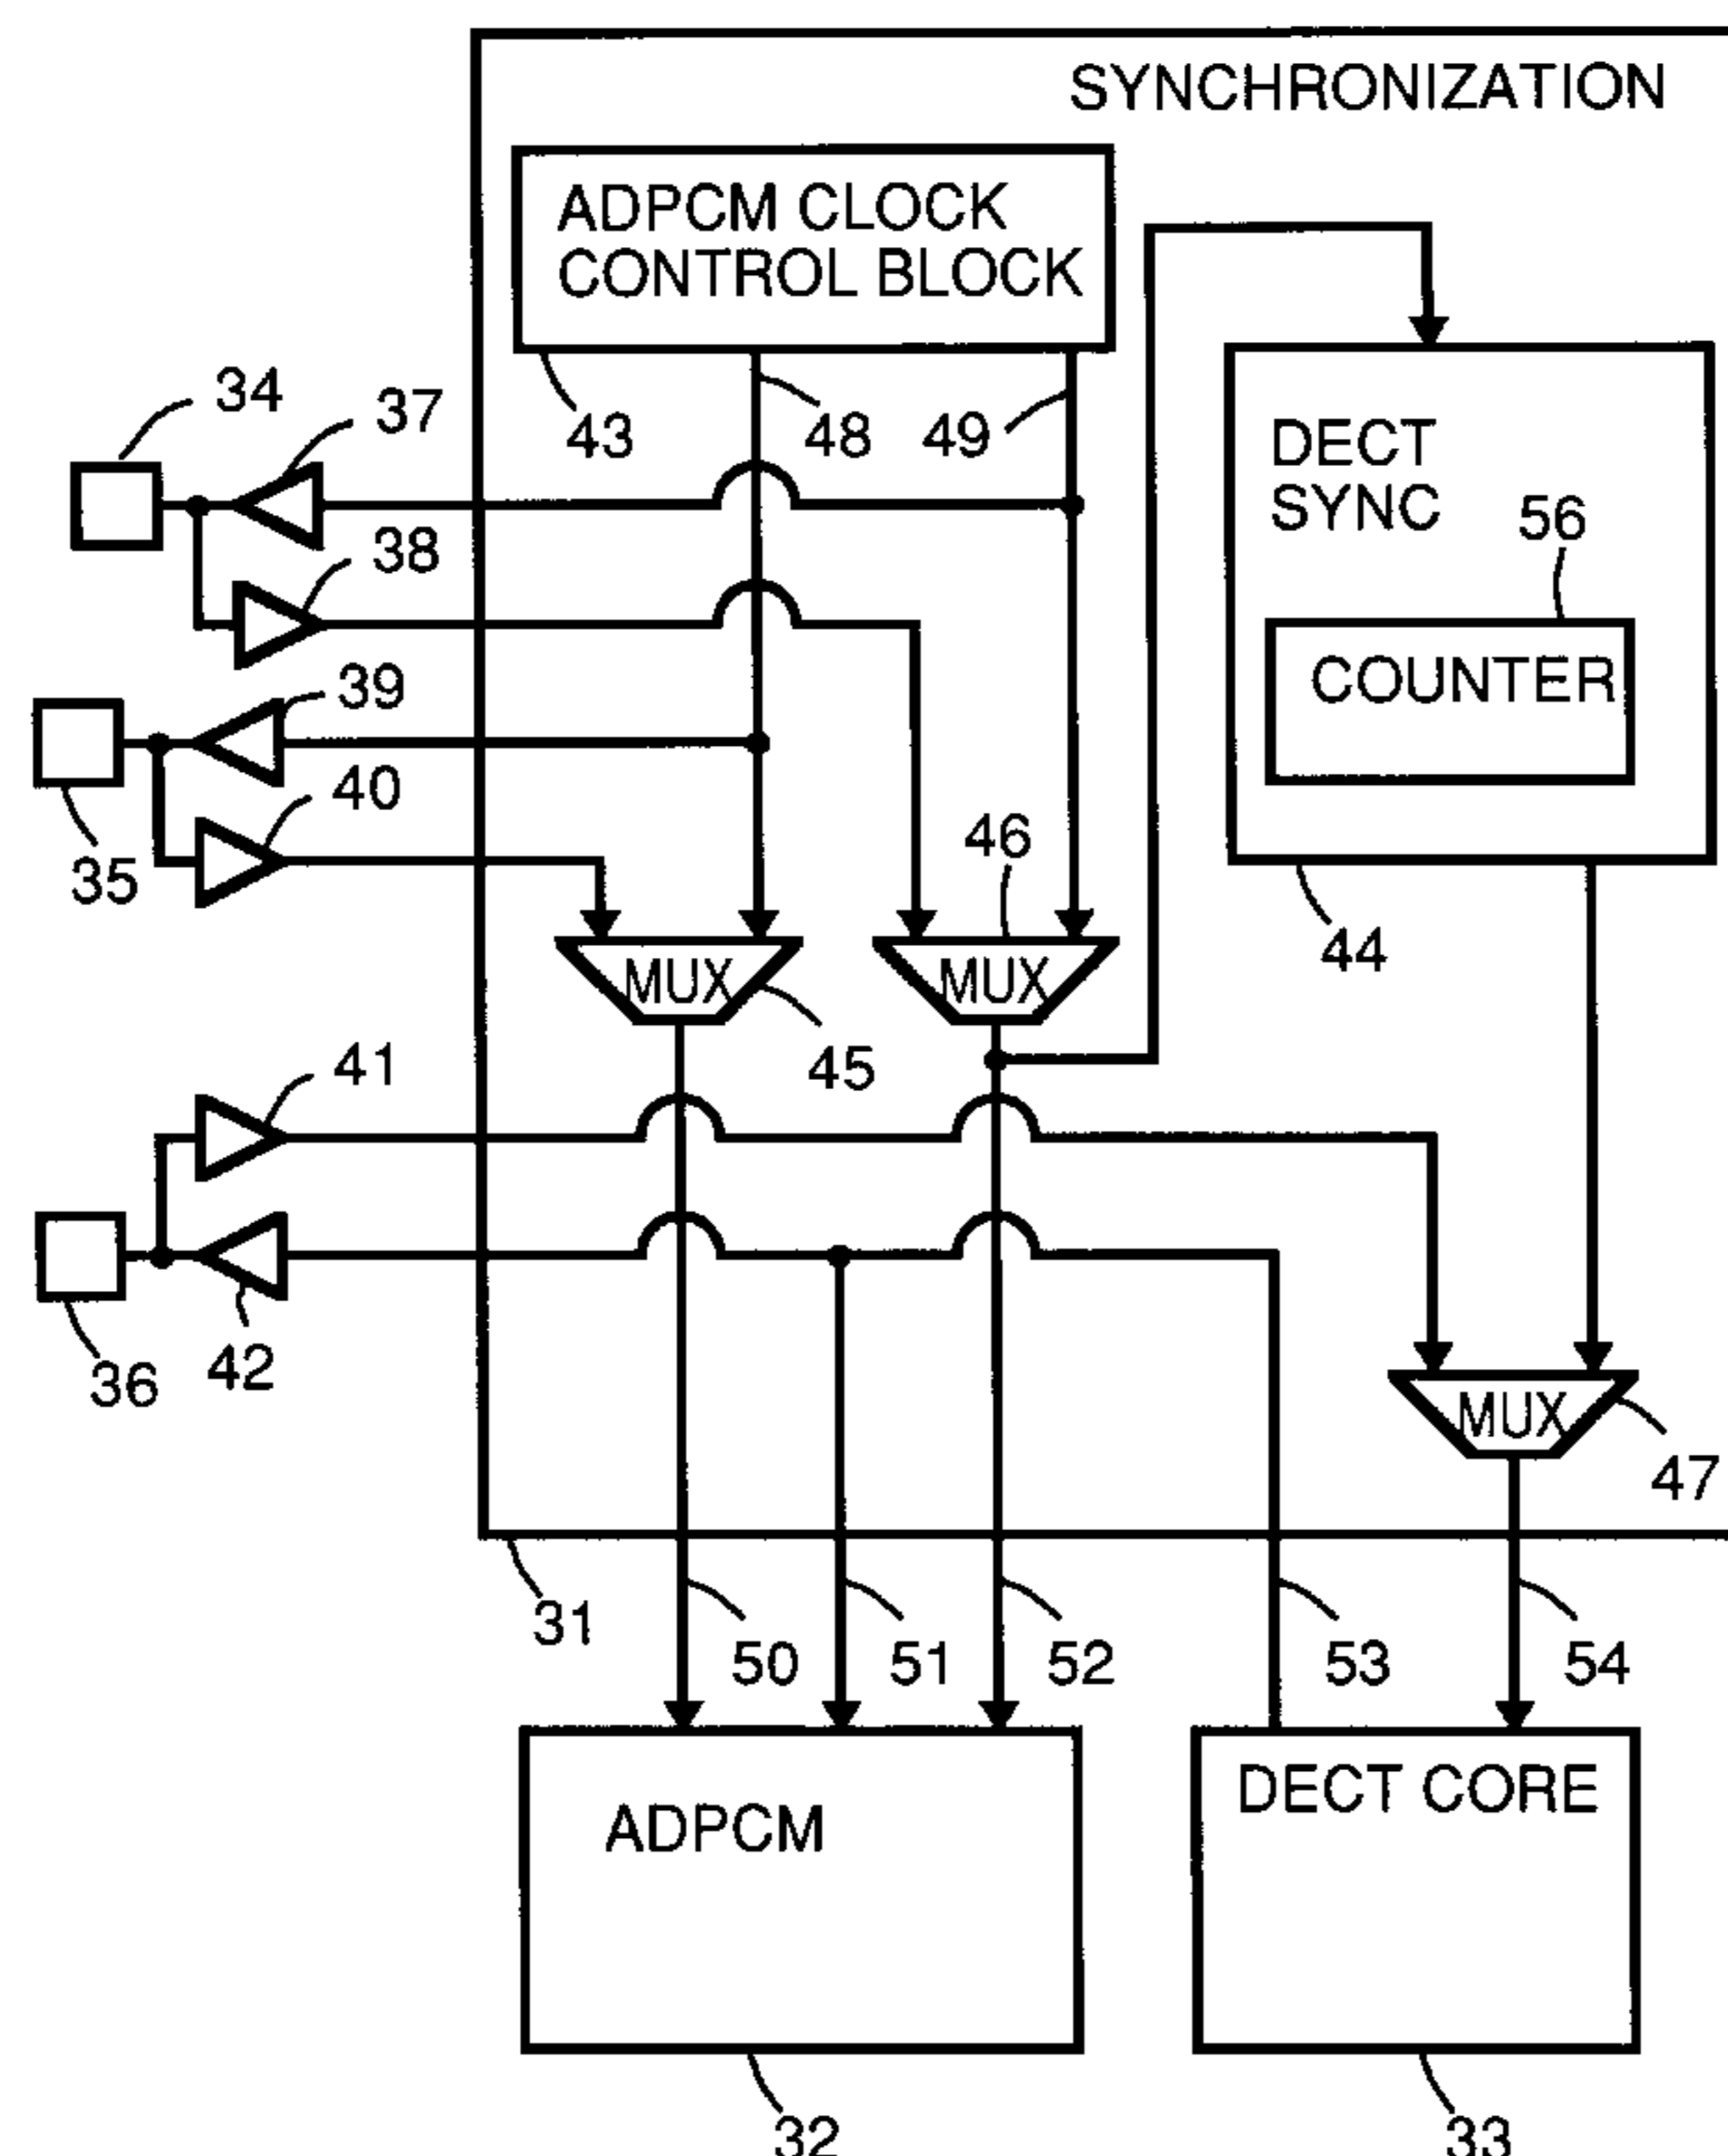 SYNCHRONIZATION
ADPCM CLOCK
CONTROL BLOCK
34
37
43
48
49
DECT
SYNC
56
38
COUNTER
39
40
35
46
44
MUX
MUX
45
41
36
42
MUX
47
31
50
51
52
53
54
ADPCM
DECT CORE
32
33